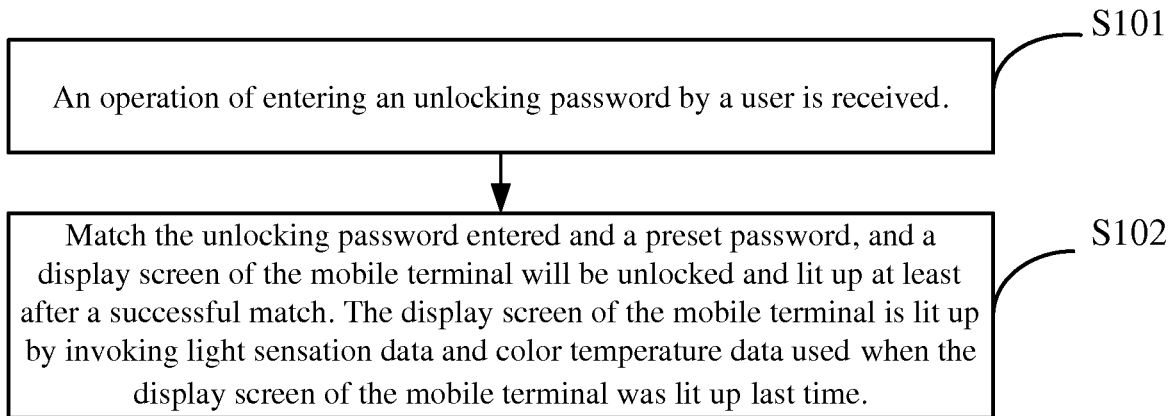 S101
An operation of entering an unlocking password by a user is received.
S102
Match the unlocking password entered and a preset password, and a
display screen of the mobile terminal will be unlocked and lit up at least
after a successful match. The display screen of the mobile terminal is lit up
by invoking light sensation data and color temperature data used when the
display screen of the mobile terminal was lit up last time.